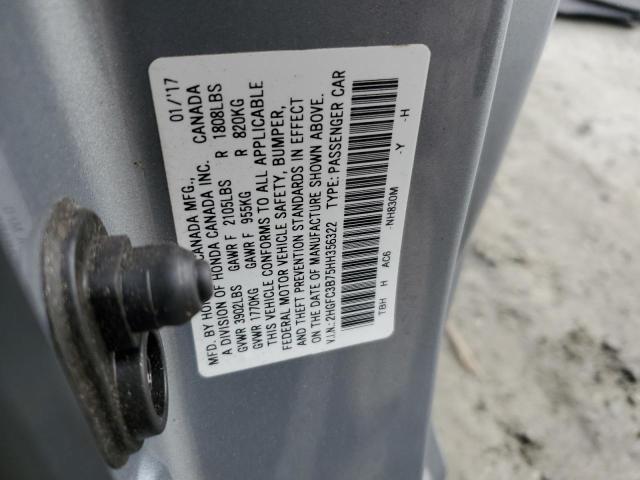 MFD. BY HONDA CANADA MFG., 01/'17
A DIVISION OF HONDA CANADA INC. CANADA
GVWR 3902LBS GAWR F 2105LBS R 1808LBS
GVWR 1770KG GAWR F 955KG R 820KG
THIS VEHICLE CONFORMS TO ALL APPLICABLE
FEDERAL MOTOR VEHICLE SAFETY, BUMPER,
AND THEFT PREVENTION STANDARDS IN EFFECT
ON THE DATE OF MANUFACTURE SHOWN ABOVE.
V.I.N.: 2HGFC3B75HH356322 TYPE: PASSENGER CAR
TBH H AC6 -NH830M -Y -H